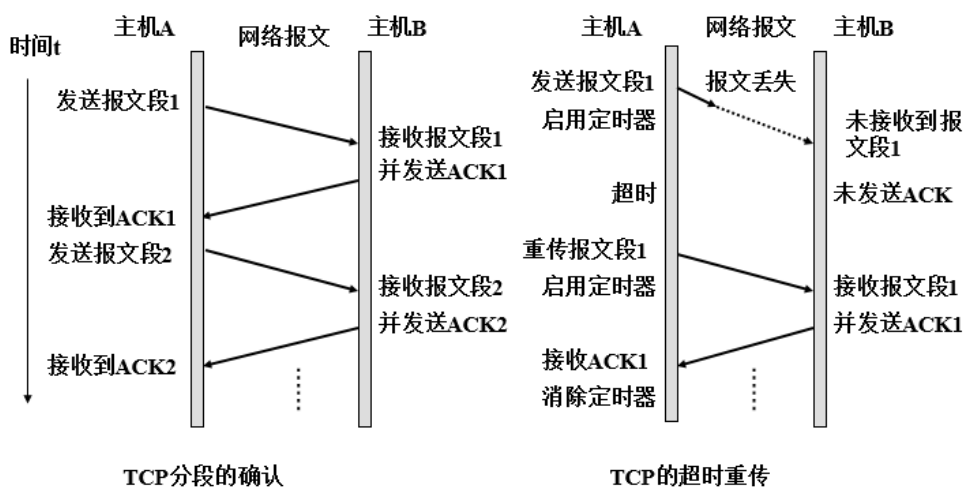 时间t
主机A
网络报文
主机B
发送报文段1
接收报文段1
并发送ACK1
接收到ACK1
发送报文段2
接收报文段2
并发送ACK2
接收到ACK2
TCP分段的确认
主机A
网络报文
主机B
发送报文段1
报文丢失
启用定时器
未接收到报
文段1
超时
未发送ACK
重传报文段1
启用定时器
接收报文段1
并发送ACK1
接收ACK1
消除定时器
TCP的超时重传